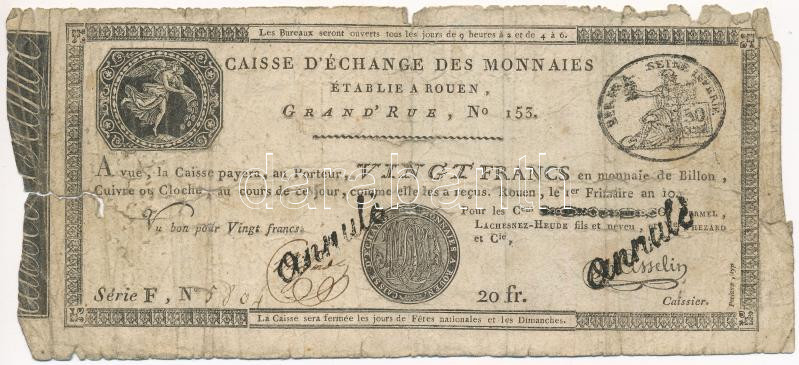 Les Bureaux seront ouverts tous les jours de 9 heures à 2 et de 4 à 6.
CAISSE D'ÉCHANGE DES MONNAIES
ÉTABLIE A ROUEN,
GRAND'RUE, No 153.
SEINE INFÉRIE
A vue, la Caisse payera, au Porteur, VINGT FRANCS en monnaie de Billon,
Cuivre ou Cloche au cours de ce jour, comme elle les a reçus. Rouen, le 1er Frimaire an 10.
Vu bon pour Vingt francs.
Pour les Cens
LACHESNEZ-HEUDE fils et neveu,
et Cie,
annulé
annulé
Série F, N° 5804
20 fr.
Caissier.
La Caisse sera fermée les jours de Fêtes nationales et les Dimanches.
darabanth